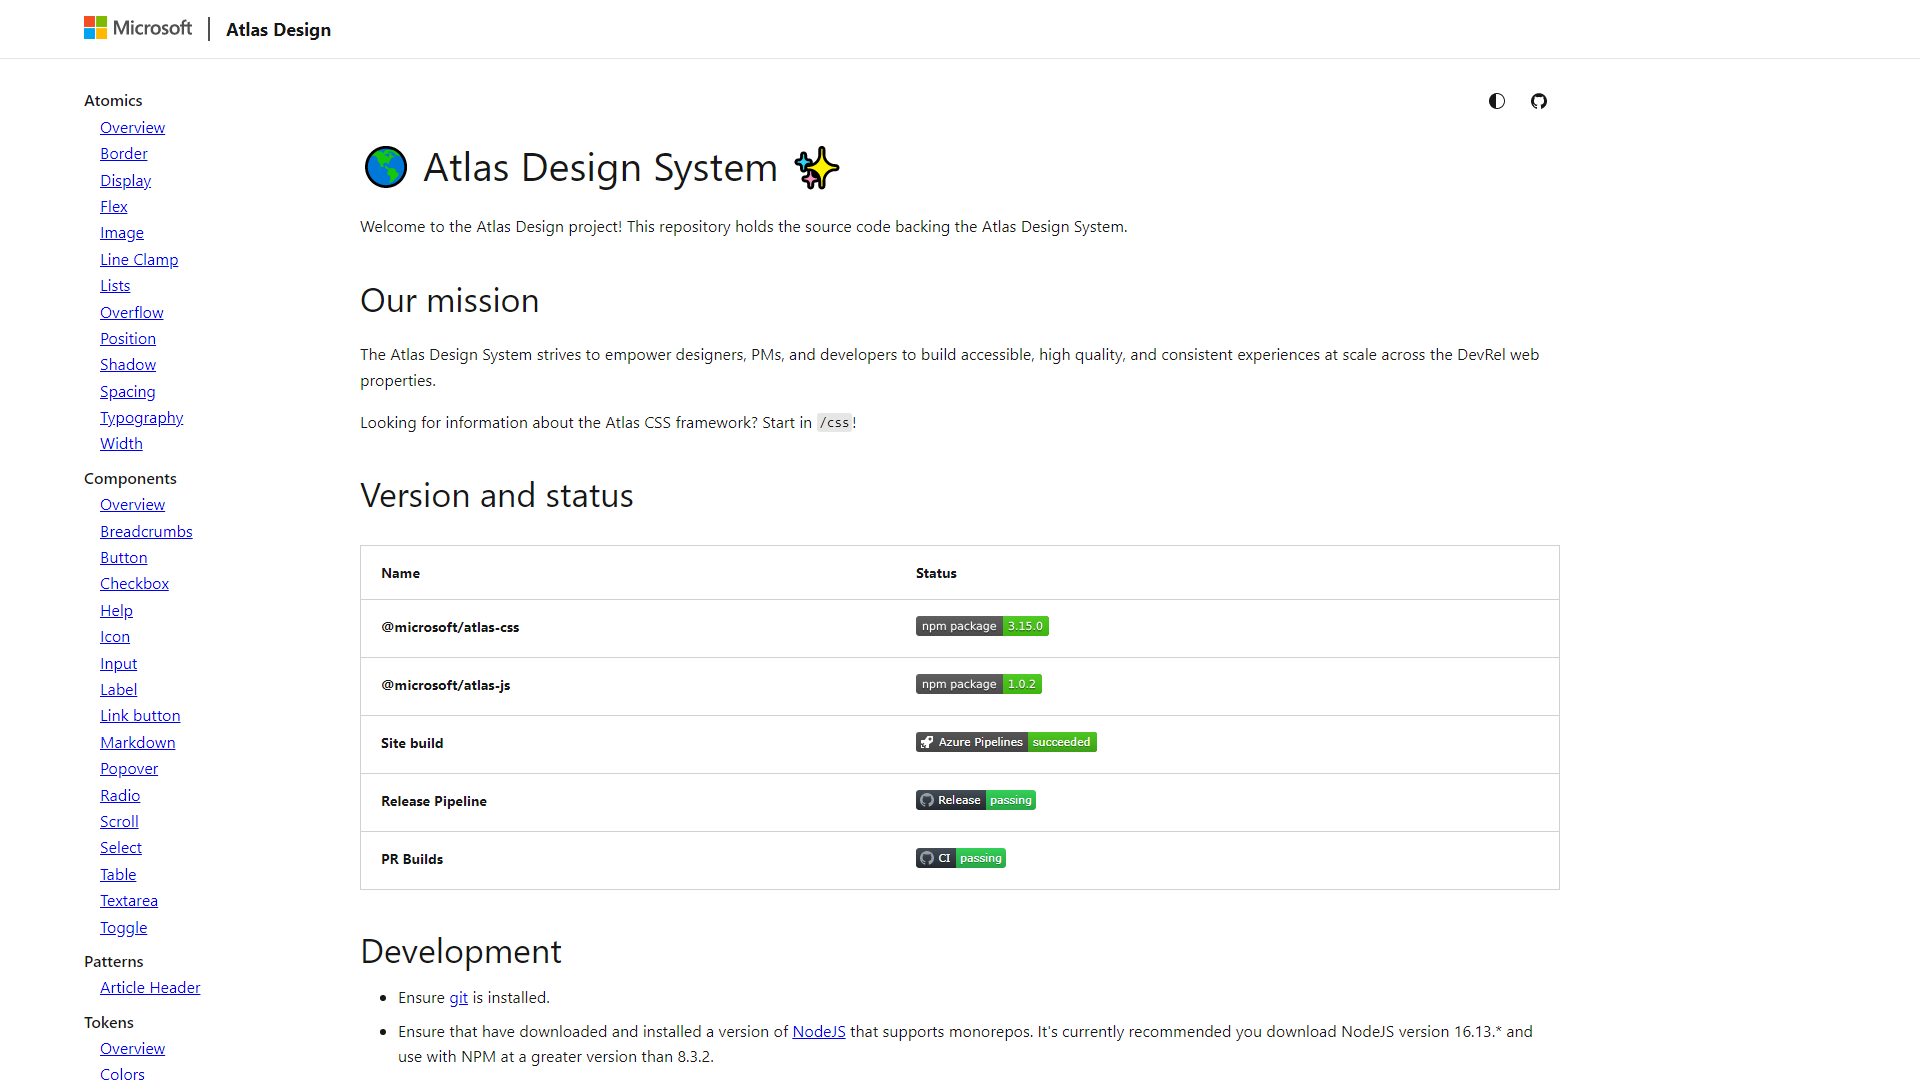 Microsoft
Atlas Design
Atomics
Overview
Border
Display
Flex
Image
Line Clamp
Lists
Overflow
Position
Shadow
Spacing
Typography
Width
Components
Overview
Breadcrumbs
Button
Checkbox
Help
Icon
Input
Label
Link button
Markdown
Popover
Radio
Scroll
Select
Table
Textarea
Toggle
Patterns
Article Header
Tokens
Overview
Colors
Atlas Design System
Welcome to the Atlas Design project! This repository holds the source code backing the Atlas Design System.
Our mission
The Atlas Design System strives to empower designers, PMs, and developers to build accessible, high quality, and consistent experiences at scale across the DevRel web
properties.
Looking for information about the Atlas CSS framework? Start in /css!
Version and status
Name Status
@microsoft/atlas-css npm package 3.15.0
@microsoft/atlas-js npm package 1.0.2
Site build Azure Pipelines succeeded
Release Pipeline Release passing
PR Builds CI passing
Development
Ensure git is installed.
Ensure that have downloaded and installed a version of NodeJS that supports monorepos. It's currently recommended you download NodeJS version 16.13.* and
use with NPM at a greater version than 8.3.2.